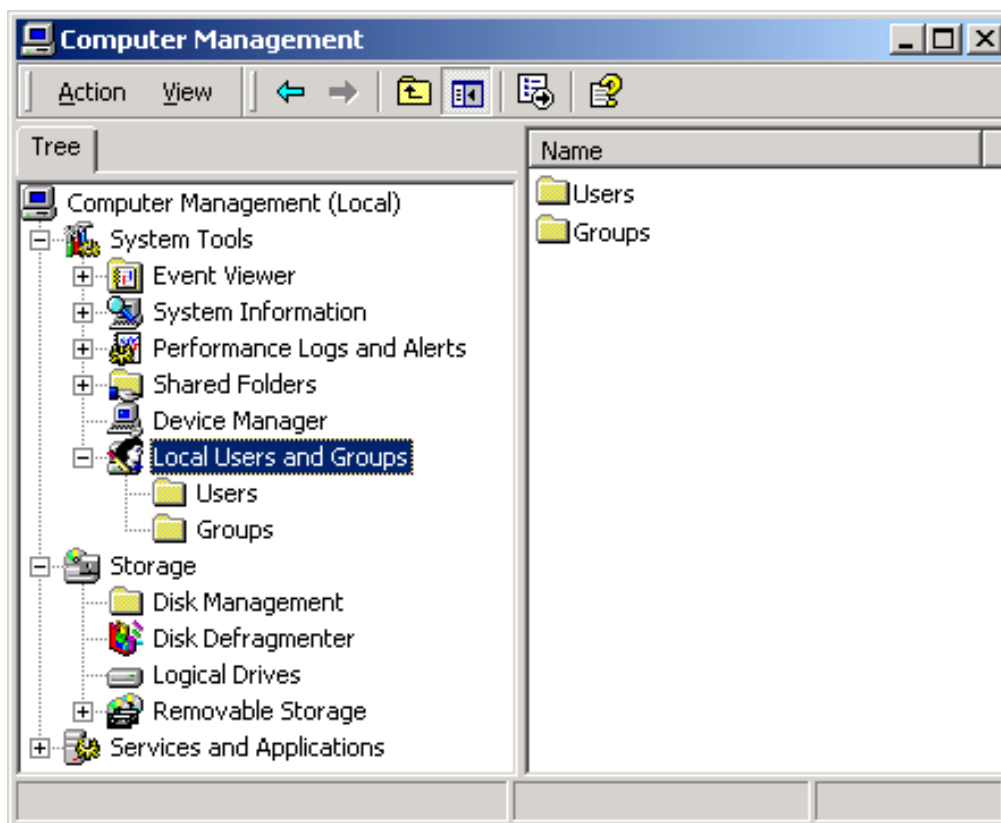 Computer Management
Action View
Tree
Name
Computer Management (Local)
System Tools
Event Viewer
System Information
Performance Logs and Alerts
Shared Folders
Device Manager
Local Users and Groups
Users
Groups
Storage
Disk Management
Disk Defragmenter
Logical Drives
Removable Storage
Services and Applications
Users
Groups